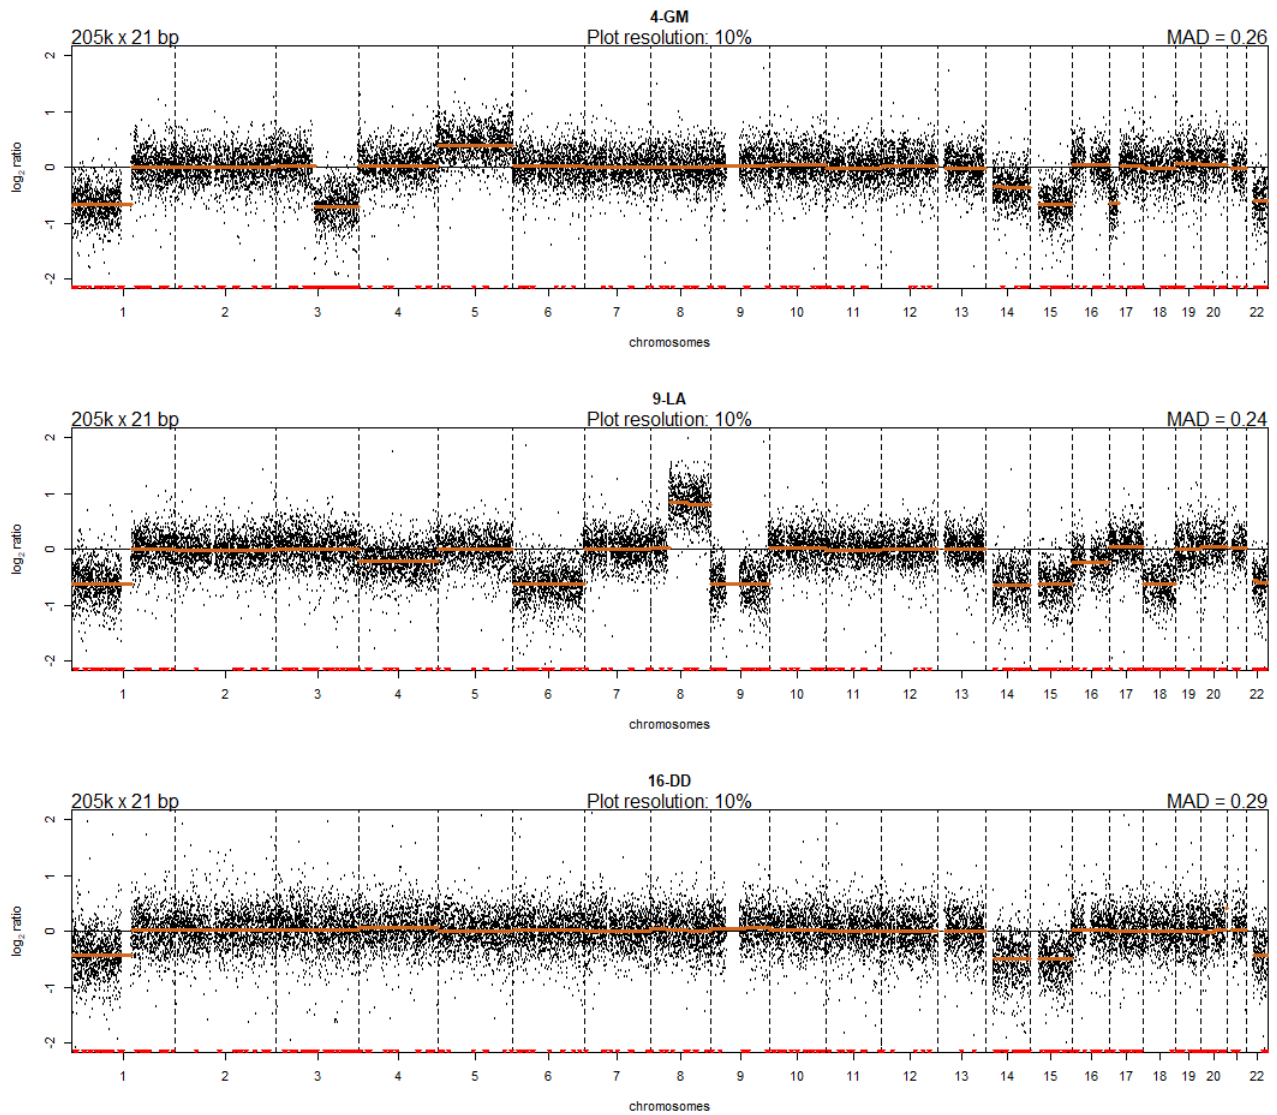 4-GM
205k x 21 bp Plot resolution: 10% MAD = 0.26
2
1
0
-1
-2
log2 ratio
1 2 3 4 5 6 7 8 9 10 11 12 13 14 15 16 17 18 19 20 22
chromosomes
9-LA
205k x 21 bp Plot resolution: 10% MAD = 0.24
2
1
0
-1
-2
log2 ratio
1 2 3 4 5 6 7 8 9 10 11 12 13 14 15 16 17 18 19 20 22
chromosomes
16-DD
205k x 21 bp Plot resolution: 10% MAD = 0.29
2
1
0
-1
-2
log2 ratio
1 2 3 4 5 6 7 8 9 10 11 12 13 14 15 16 17 18 19 20 22
chromosomes